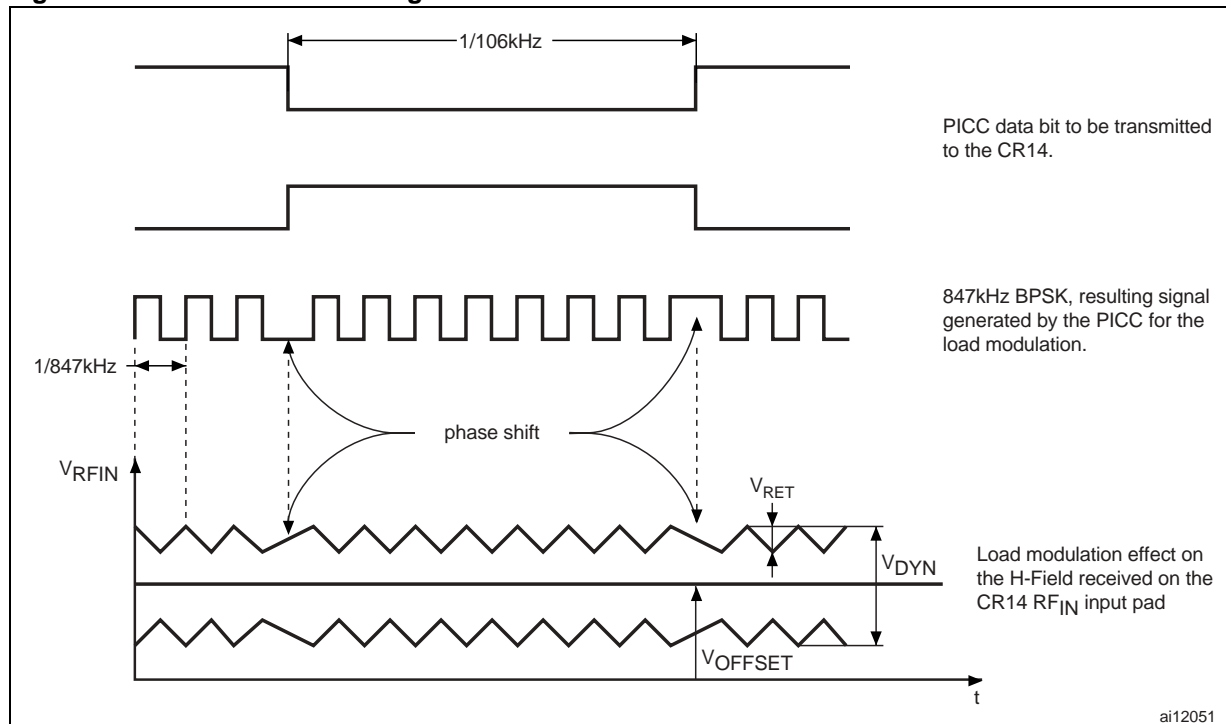 1/106kHz
PICC data bit to be transmitted
to the CR14.
847kHz BPSK, resulting signal
generated by the PICC for the
load modulation.
1/847kHz
phase shift
VRFIN
VRET
VDYN
Load modulation effect on
the H-Field received on the
CR14 RFIN input pad
VOFFSET
t
ai12051